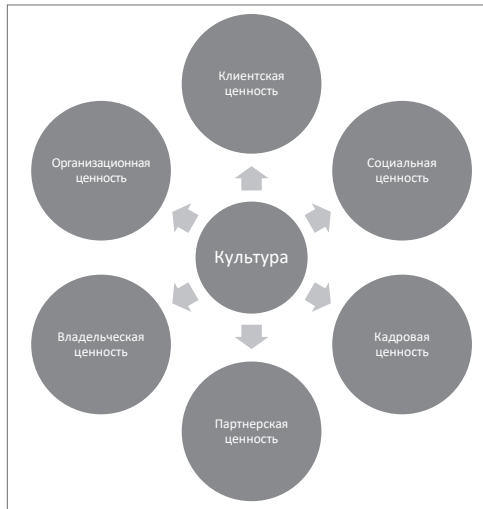 Клиентская
ценность
Организационная
ценность
Социальная
ценность
Культура
Владельческая
ценность
Кадровая
ценность
Партнерская
ценность